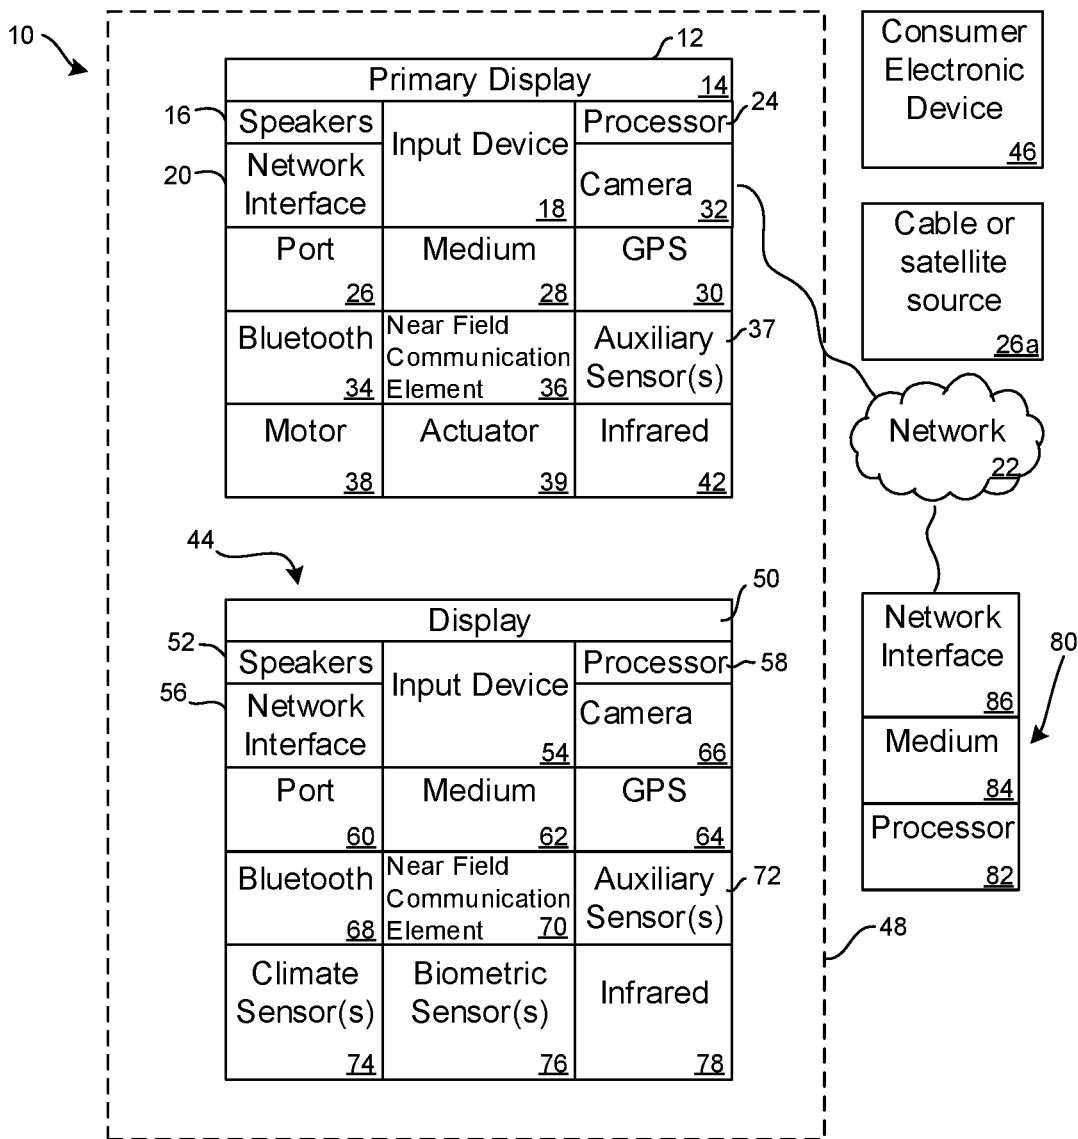 10
12
Primary Display
14
16
Speakers
Input Device
18
Processor
24
20
Network
Interface
Camera
32
Port
26
Medium
28
GPS
30
Bluetooth
34
Near Field
Communication
Element
36
Auxiliary
Sensor(s)
37
Motor
38
Actuator
39
Infrared
42
44
50
Display
52
Speakers
Input Device
54
Processor
58
56
Network
Interface
Camera
66
Port
60
Medium
62
GPS
64
Bluetooth
68
Near Field
Communication
Element
70
Auxiliary
Sensor(s)
72
Climate
Sensor(s)
74
Biometric
Sensor(s)
76
Infrared
78
48
Consumer
Electronic
Device
46
Cable or
satellite
source
26a
Network
22
Network
Interface
86
80
Medium
84
Processor
82